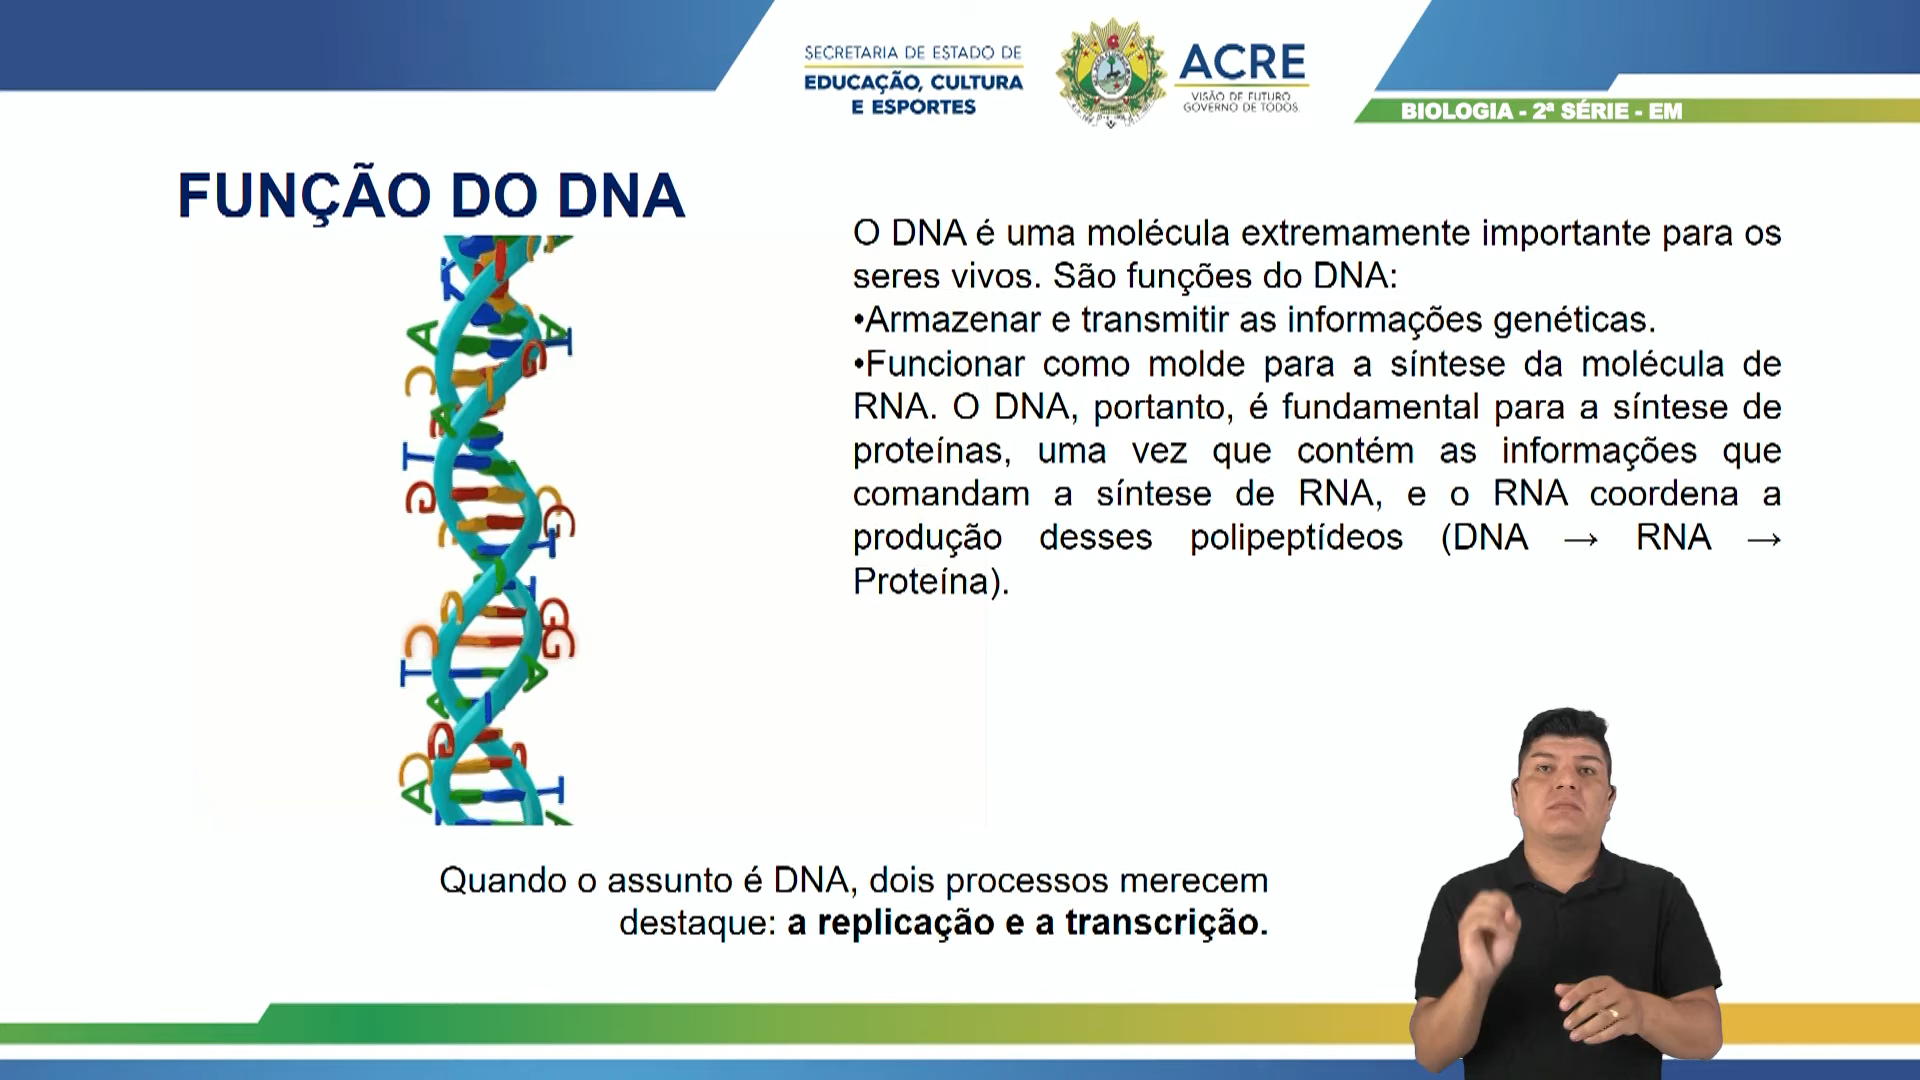 SECRETARIA DE ESTADO DE
EDUCAÇÃO, CULTURA
E ESPORTES
ACRE
VISÃO DE FUTURO
GOVERNO DE TODOS
BIOLOGIA - 2ª SÉRIE - EM
FUNÇÃO DO DNA
O DNA é uma molécula extremamente importante para os
seres vivos. São funções do DNA:
•Armazenar e transmitir as informações genéticas.
•Funcionar como molde para a síntese da molécula de
RNA. O DNA, portanto, é fundamental para a síntese de
proteínas, uma vez que contém as informações que
comandam a síntese de RNA, e o RNA coordena a
produção desses polipeptídeos (DNA → RNA →
Proteína).
Quando o assunto é DNA, dois processos merecem
destaque: a replicação e a transcrição.